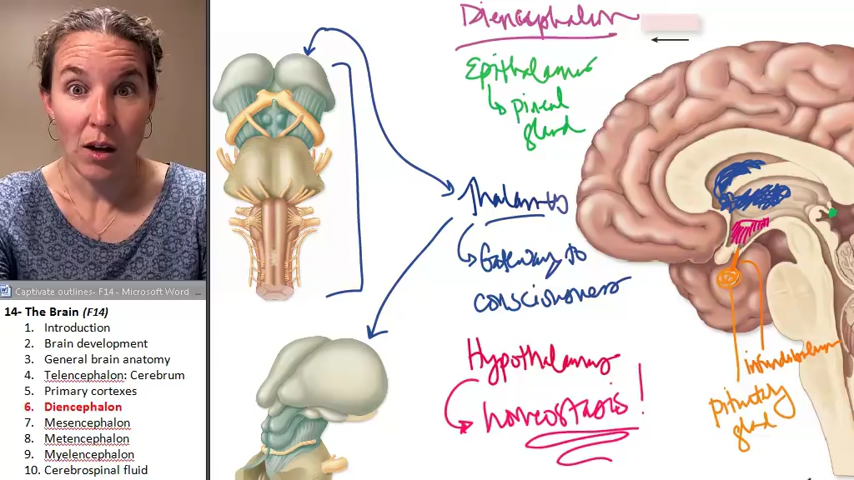 Diencephalon
Epithalamus
pineal
gland
Thalamus
Gateway to
consciousness
Hypothalamus
homeostasis!
infundibulum
pituitary
gland
Captivate outlines- F14 - Microsoft Word
14- The Brain (F14)
1. Introduction
2. Brain development
3. General brain anatomy
4. Telencephalon: Cerebrum
5. Primary cortexes
6. Diencephalon
7. Mesencephalon
8. Metencephalon
9. Myelencephalon
10. Cerebrospinal fluid